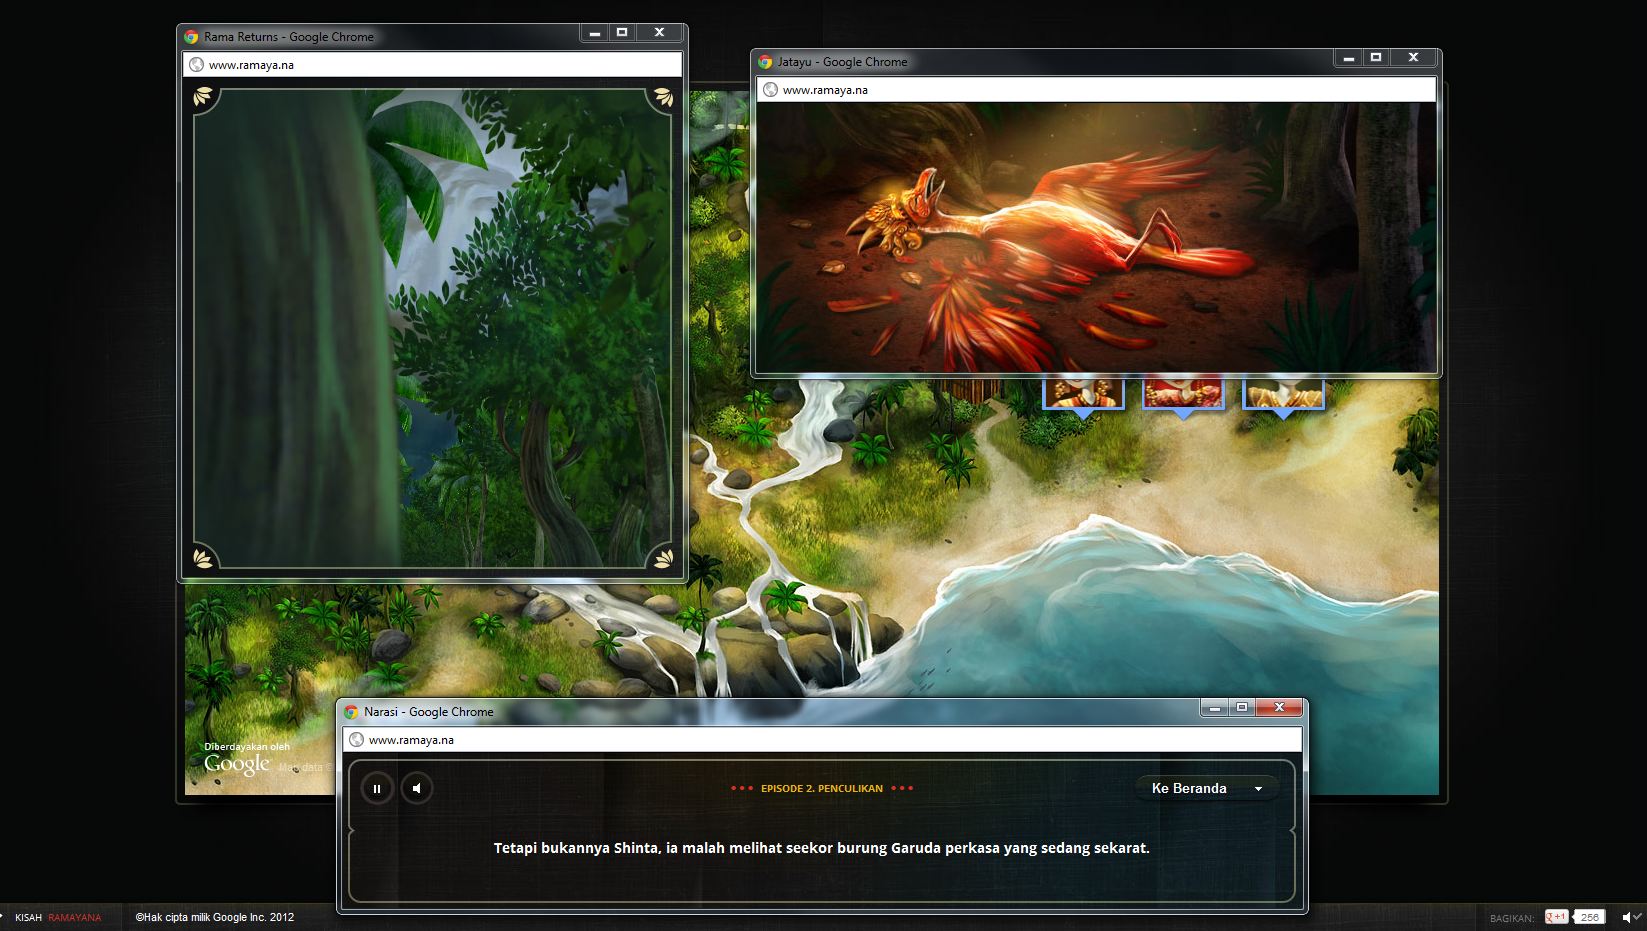 Rama Returns - Google Chrome
www.ramaya.na
Jatayu - Google Chrome
www.ramaya.na
Diberdayakan oleh
Google
Map data ©
Narasi - Google Chrome
www.ramaya.na
EPISODE 2. PENCULIKAN
Ke Beranda
Tetapi bukannya Shinta, ia malah melihat seekor burung Garuda perkasa yang sedang sekarat.
KISAH RAMAYANA
©Hak cipta milik Google Inc. 2012
BAGIKAN:
g+1
256